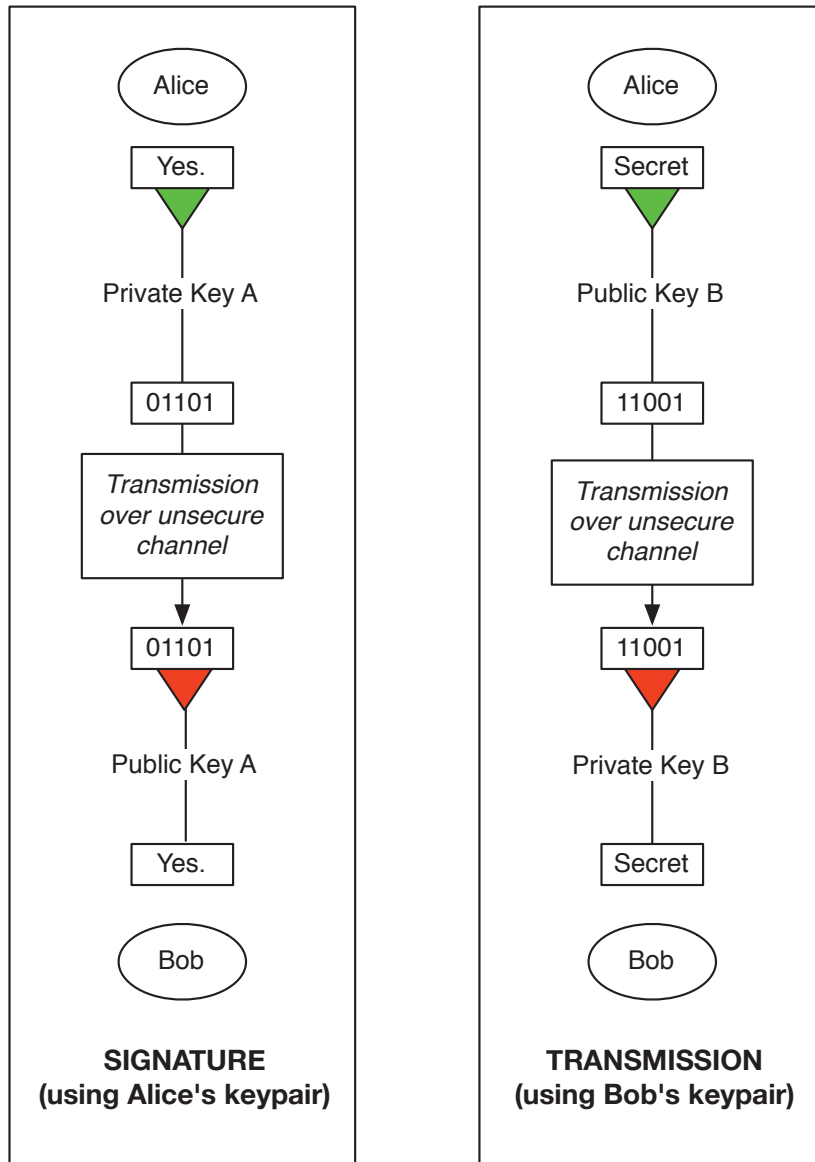 Alice
Yes.
Private Key A
01101
Transmission
over unsecure
channel
01101
Public Key A
Yes.
Bob
SIGNATURE
(using Alice's keypair)
Alice
Secret
Public Key B
11001
Transmission
over unsecure
channel
11001
Private Key B
Secret
Bob
TRANSMISSION
(using Bob's keypair)